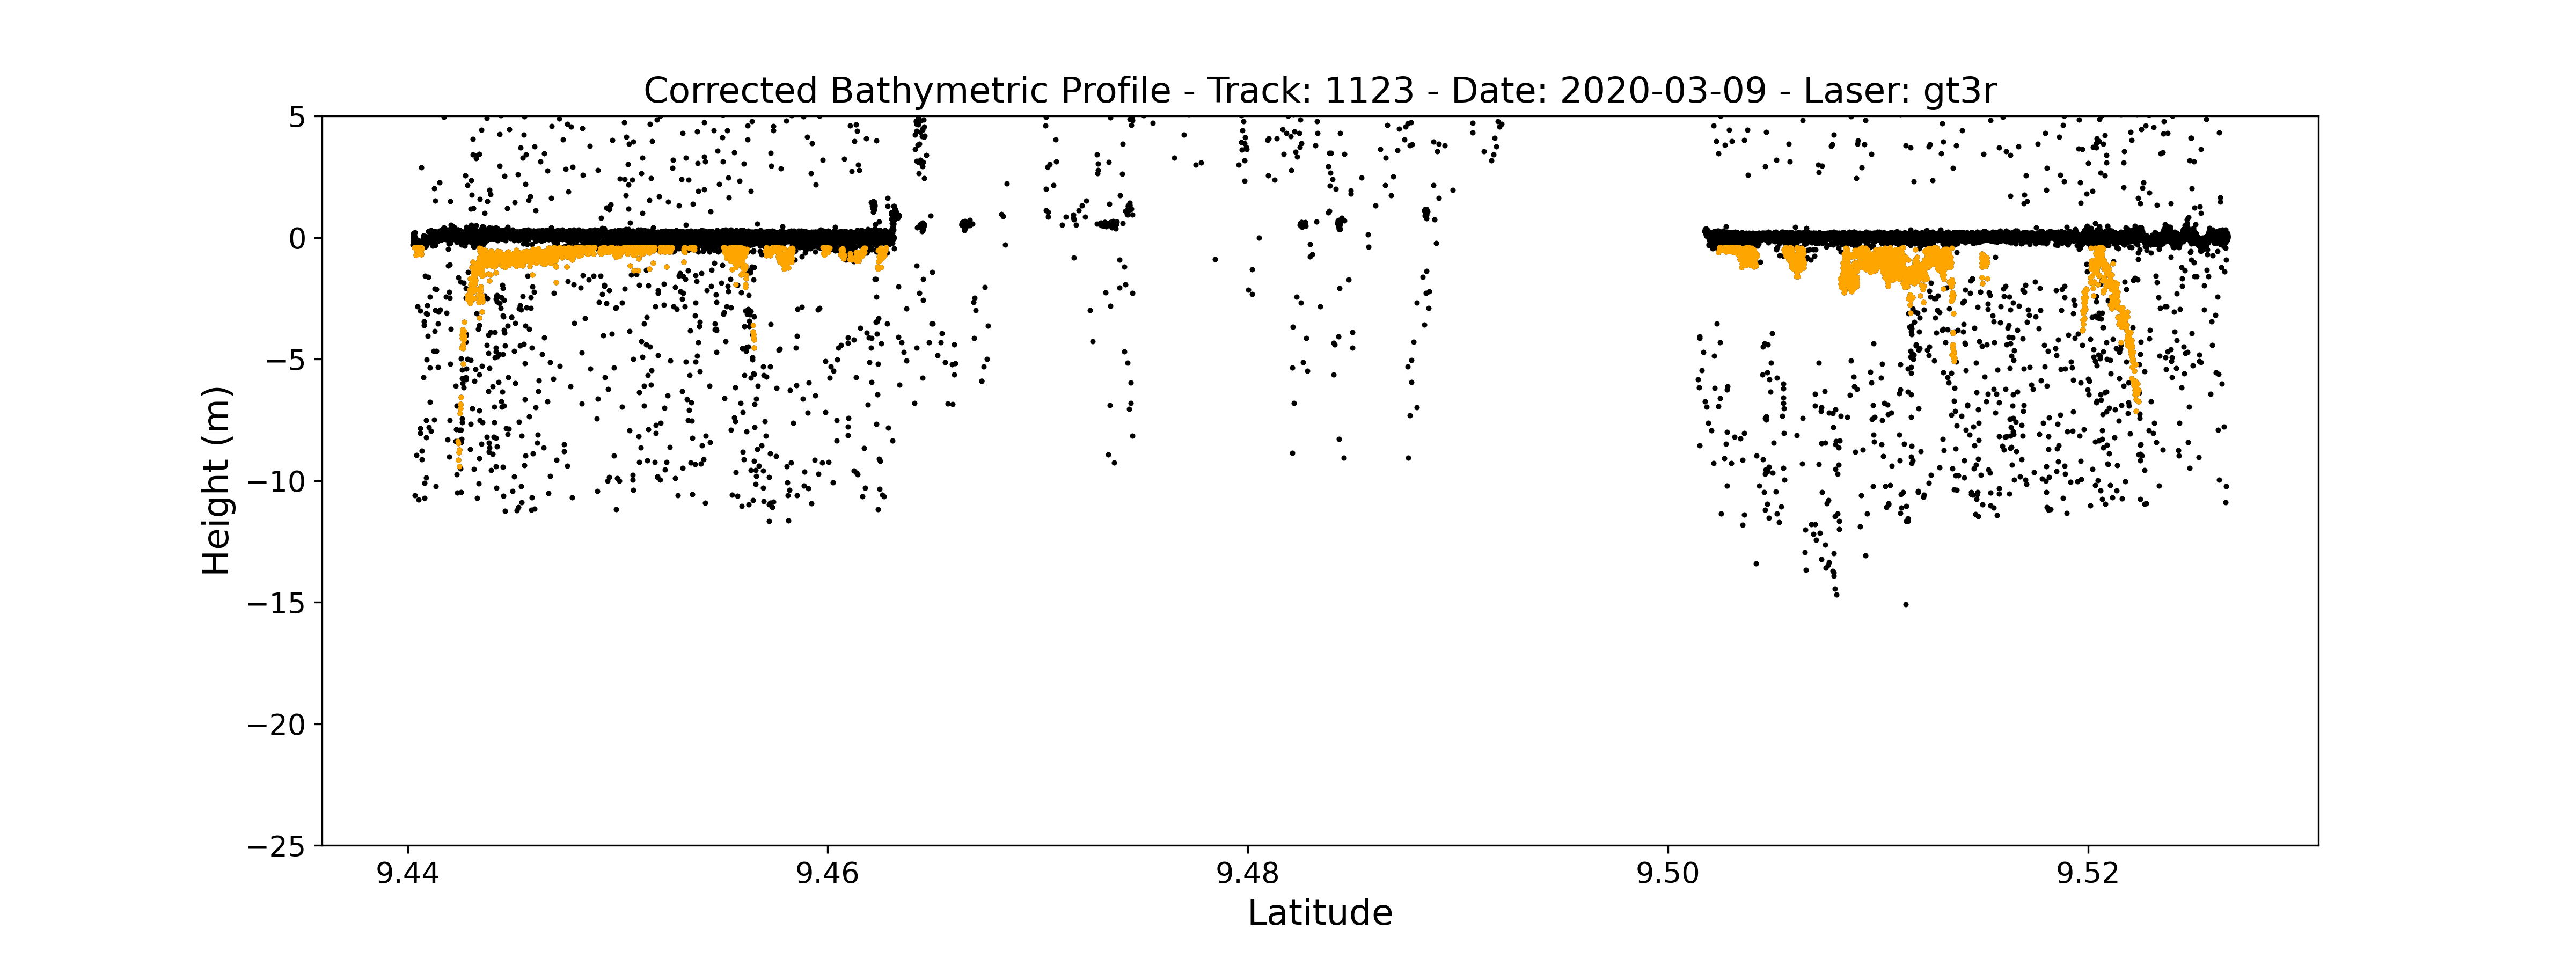 Corrected Bathymetric Profile - Track: 1123 - Date: 2020-03-09 - Laser: gt3r
5
0
−5
−10
−15
−20
−25
Height (m)
9.44 9.46 9.48 9.50 9.52
Latitude